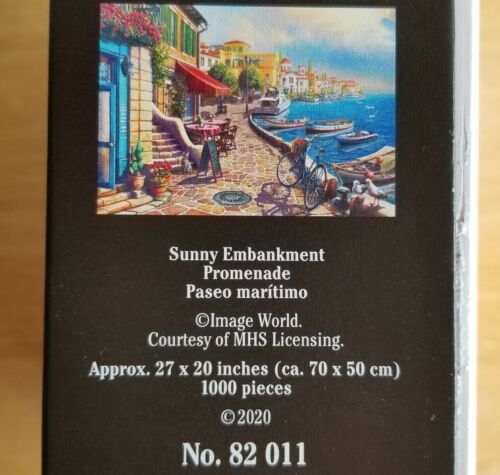 Sunny Embankment
Promenade
Paseo marítimo
©Image World.
Courtesy of MHS Licensing.
Approx. 27 x 20 inches (ca. 70 x 50 cm)
1000 pieces
©2020
No. 82 011